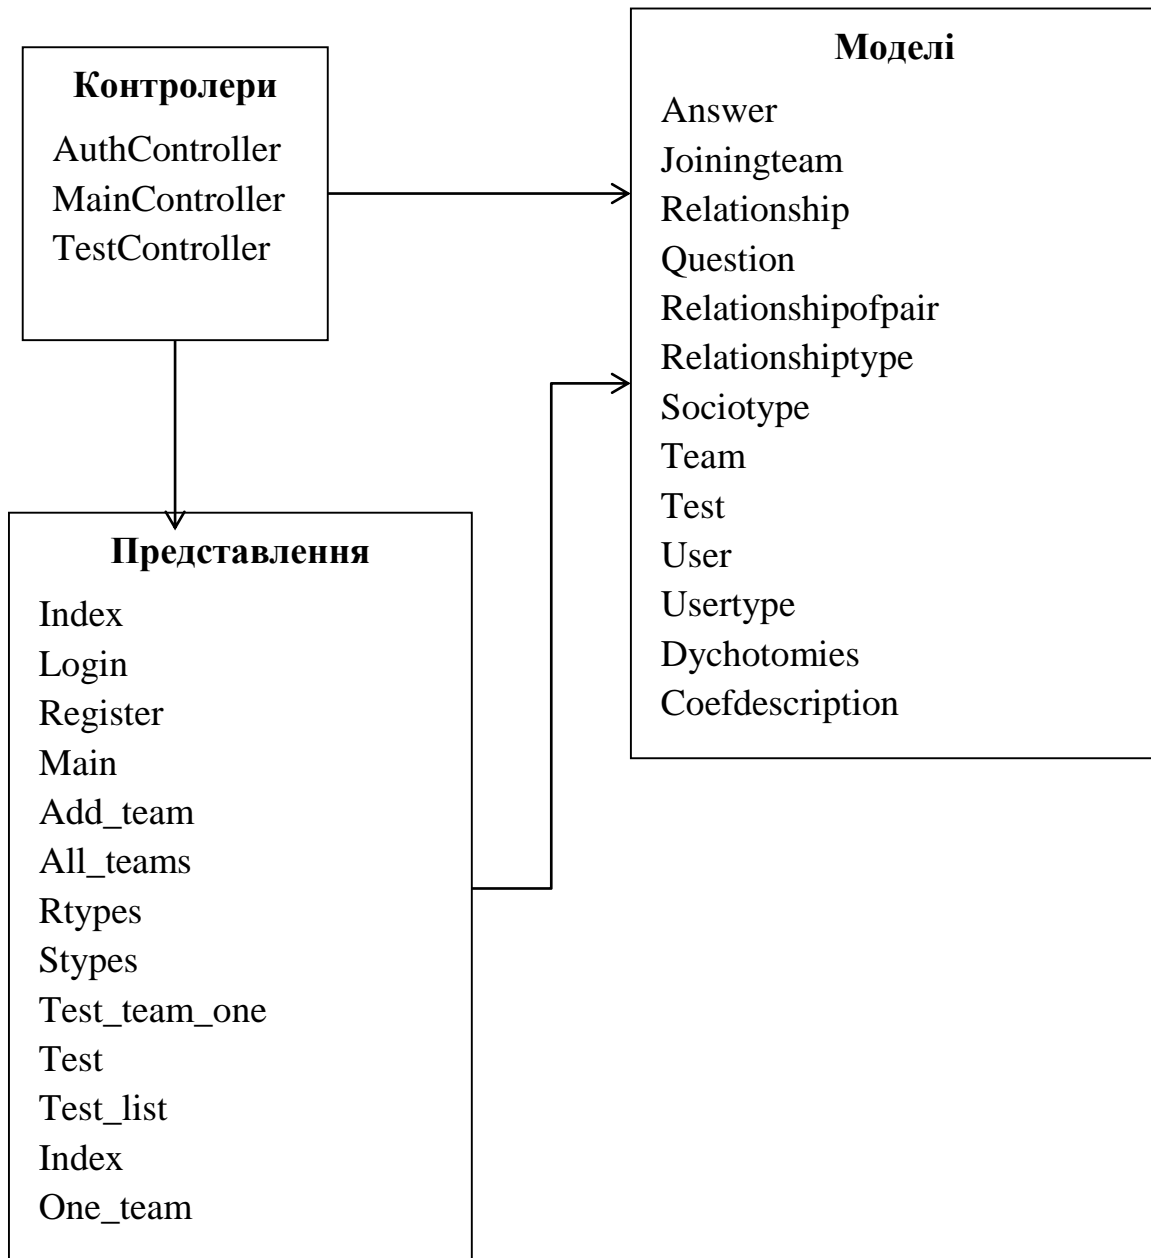 Контролери
AuthController
MainController
TestController
Моделі
Answer
Joiningteam
Relationship
Question
Relationshipofpair
Relationshiptype
Sociotype
Team
Test
User
Usertype
Dychotomies
Coefdescription
Представлення
Index
Login
Register
Main
Add_team
All_teams
Rtypes
Stypes
Test_team_one
Test
Test_list
Index
One_team